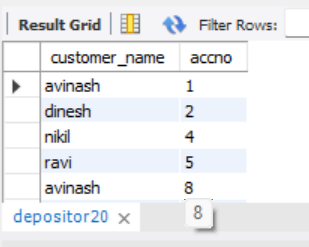 Result Grid Filter Rows:
customer_name accno
avinash 1
dinesh 2
nikil 4
ravi 5
avinash 8
depositor20 × 8